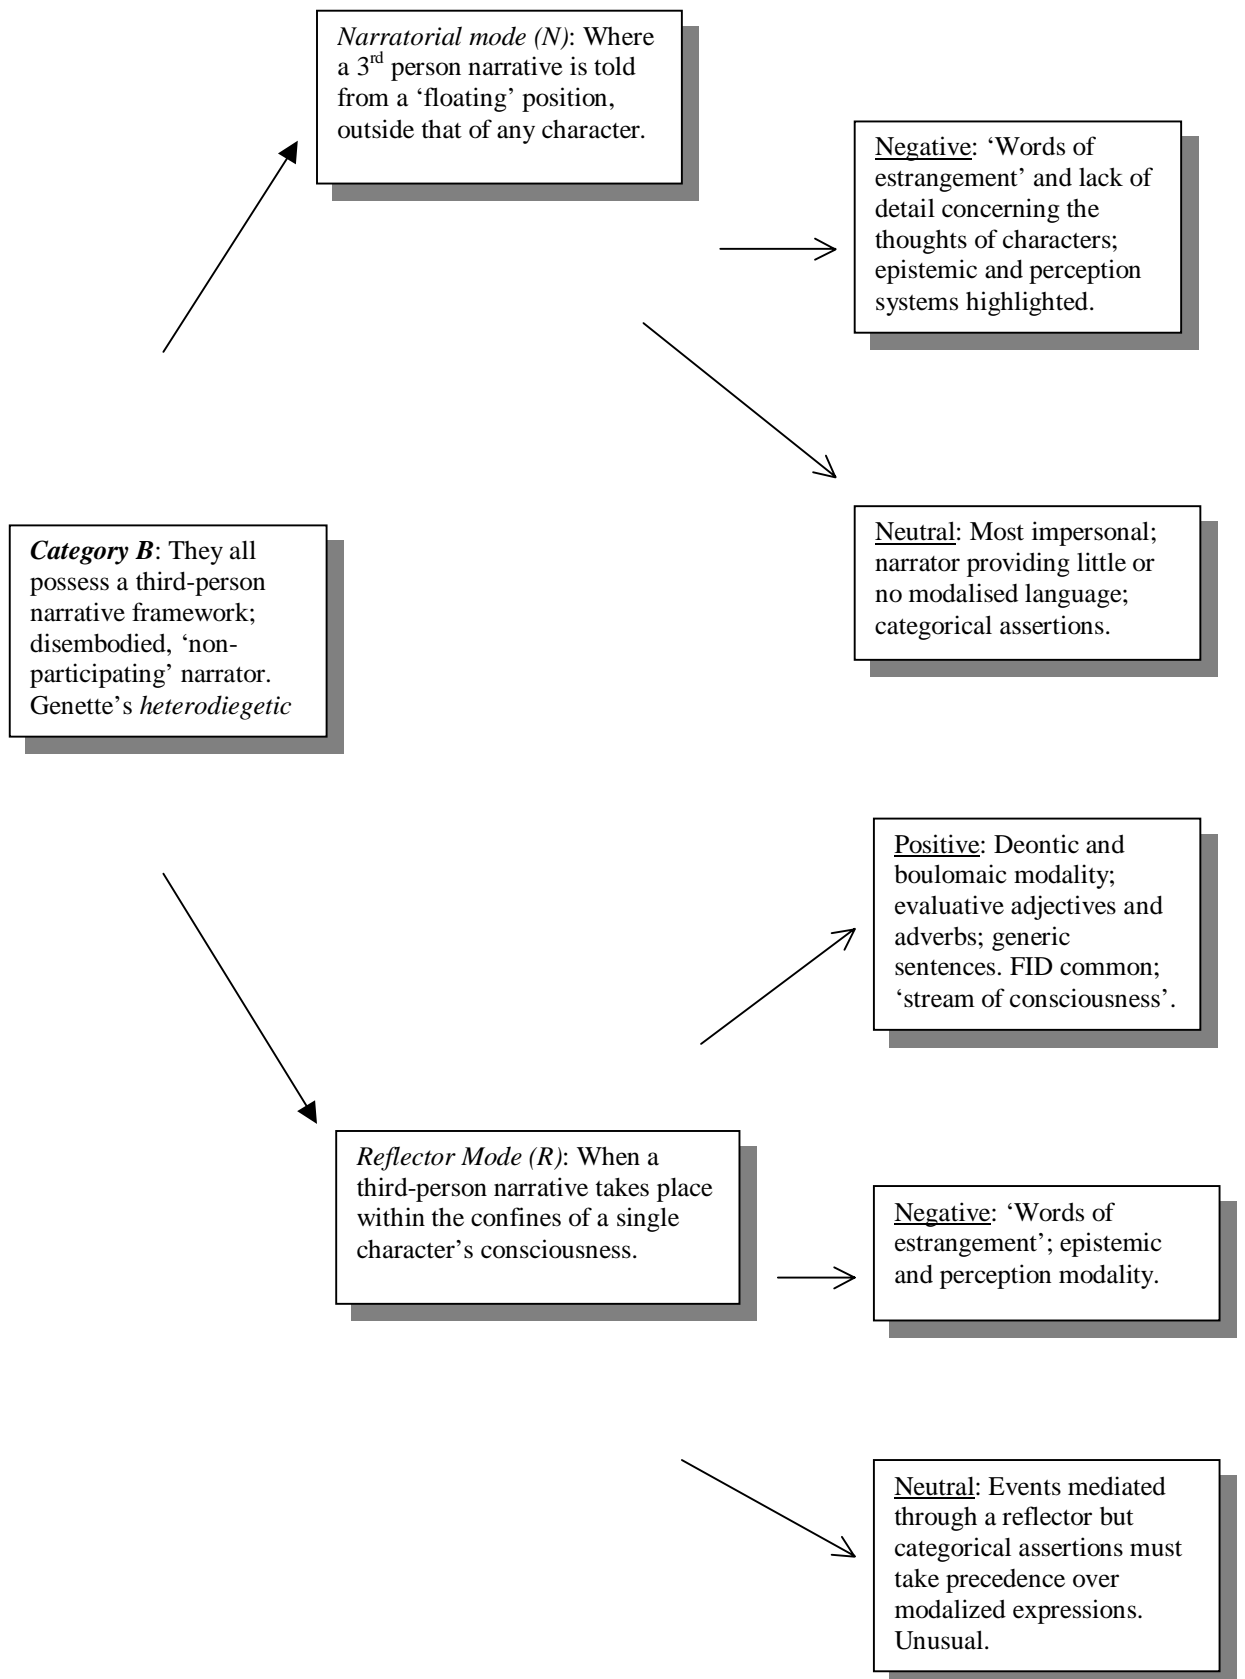 Narratorial mode (N): Where
a 3rd person narrative is told
from a ‘floating’ position,
outside that of any character.
Negative: ‘Words of
estrangement’ and lack of
detail concerning the
thoughts of characters;
epistemic and perception
systems highlighted.
Neutral: Most impersonal;
narrator providing little or
no modalised language;
categorical assertions.
Category B: They all
possess a third-person
narrative framework;
disembodied, ‘non-
participating’ narrator.
Genette’s heterodiegetic
Positive: Deontic and
boulomaic modality;
evaluative adjectives and
adverbs; generic
sentences. FID common;
‘stream of consciousness’.
Reflector Mode (R): When a
third-person narrative takes place
within the confines of a single
character’s consciousness.
Negative: ‘Words of
estrangement’; epistemic
and perception modality.
Neutral: Events mediated
through a reflector but
categorical assertions must
take precedence over
modalized expressions.
Unusual.